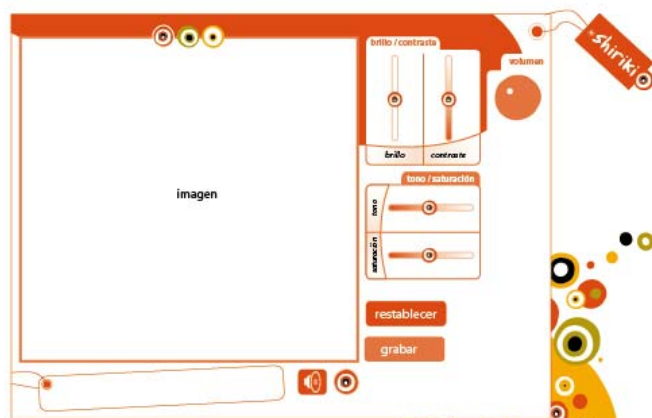 brillo / contraste
volumen
shiriki
brillo
contraste
imagen
tono / saturación
tono
saturación
restablecer
grabar